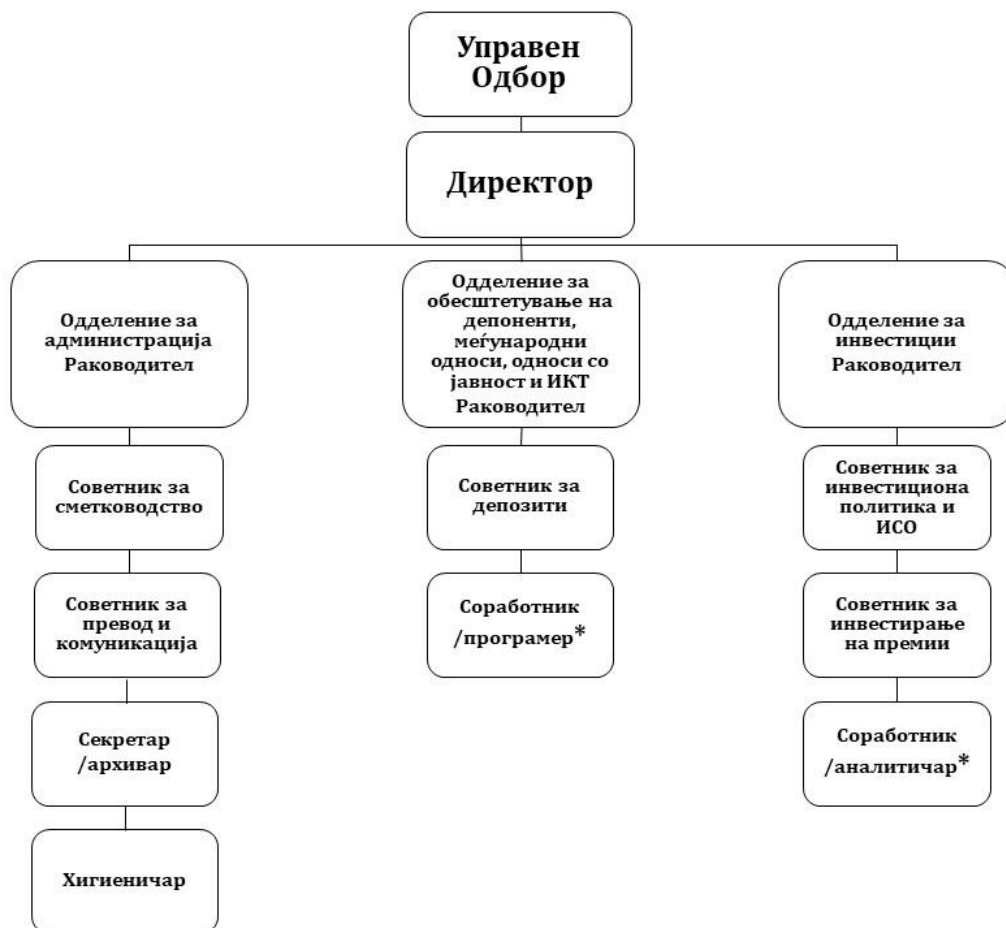 Управен
Одбор
Директор
Одделение за
администрација
Раководител
Одделение за
обесштетување на
депоненти,
меѓународни
односи, односи со
јавност и ИКТ
Раководител
Одделение за
инвестиции
Раководител
Советник за
сметководство
Советник за
депозити
Советник за
инвестициона
политика и
ИСО
Советник за
превод и
комуникација
Соработник
/програмер*
Советник за
инвестирање
на премии
Секретар
/архивар
Соработник
/аналитичар*
Хигиеничар